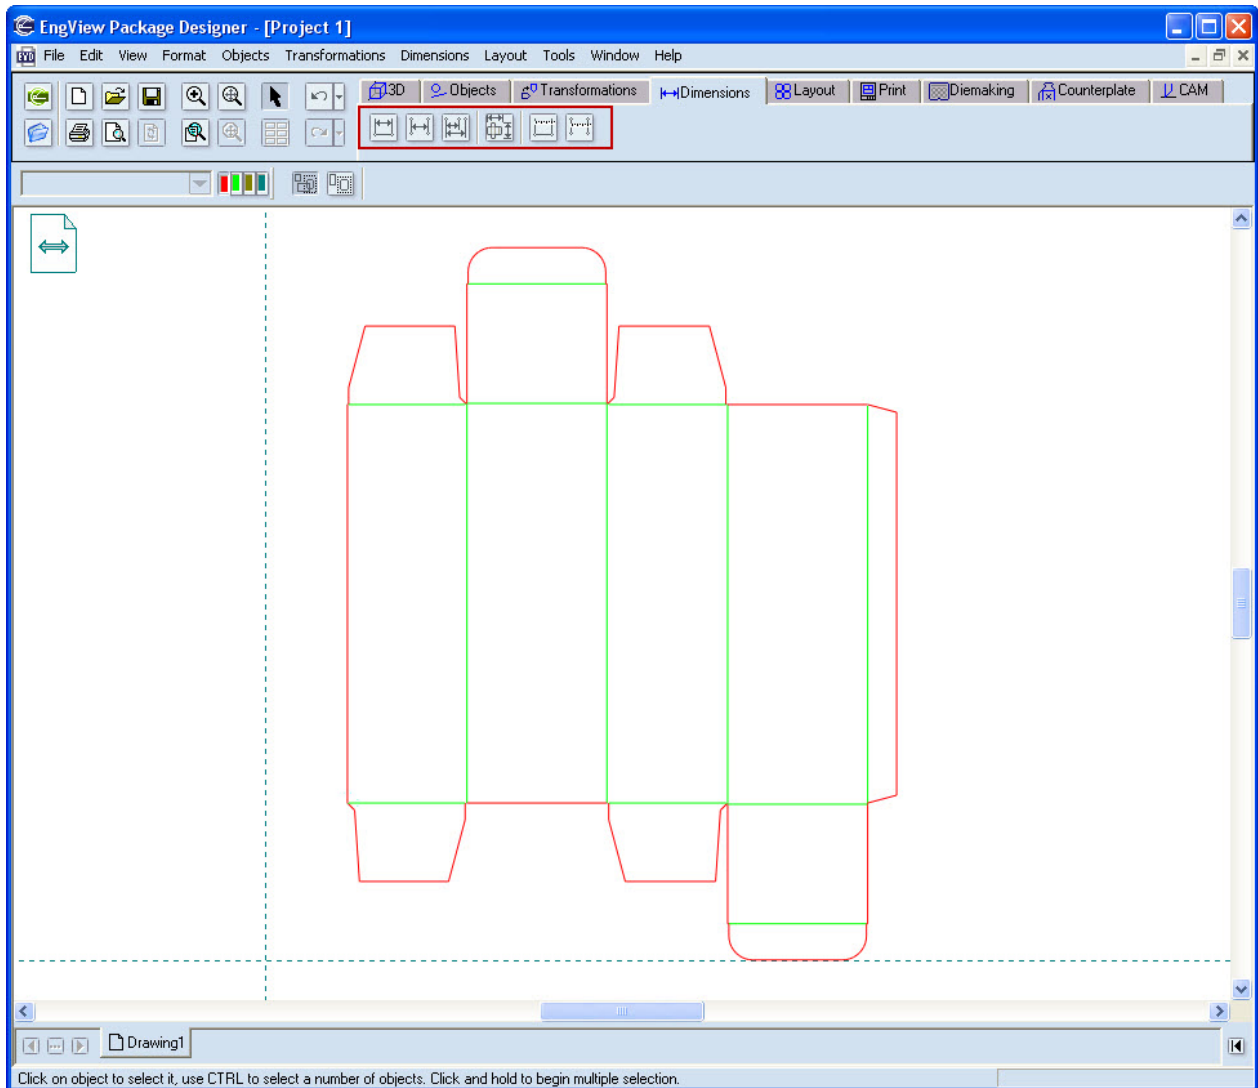 EngView Package Designer - [Project 1]
File Edit View Format Objects Transformations Dimensions Layout Tools Window Help
3D Objects Transformations Dimensions Layout Print Diemaking Counterplate CAM
Drawing1
Click on object to select it, use CTRL to select a number of objects. Click and hold to begin multiple selection.